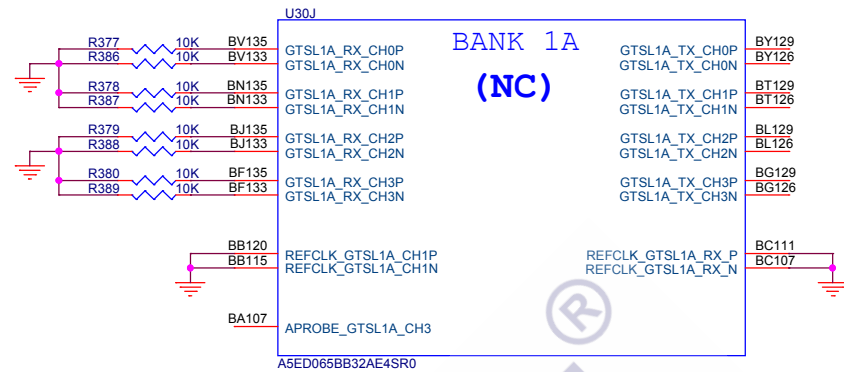 U30J
BANK 1A
(NC)
R377 10K BV135 GTSL1A_RX_CH0P GTSL1A_TX_CH0P BY129
R386 10K BV133 GTSL1A_RX_CH0N GTSL1A_TX_CH0N BY126
R378 10K BN135 GTSL1A_RX_CH1P GTSL1A_TX_CH1P BT129
R387 10K BN133 GTSL1A_RX_CH1N GTSL1A_TX_CH1N BT126
R379 10K BJ135 GTSL1A_RX_CH2P GTSL1A_TX_CH2P BL129
R388 10K BJ133 GTSL1A_RX_CH2N GTSL1A_TX_CH2N BL126
R380 10K BF135 GTSL1A_RX_CH3P GTSL1A_TX_CH3P BG129
R389 10K BF133 GTSL1A_RX_CH3N GTSL1A_TX_CH3N BG126
BB120 REFCLK_GTSL1A_CH1P REFCLK_GTSL1A_RX_P BC111
BB115 REFCLK_GTSL1A_CH1N REFCLK_GTSL1A_RX_N BC107
BA107 APROBE_GTSL1A_CH3
®
A5ED065BB32AE4SR0